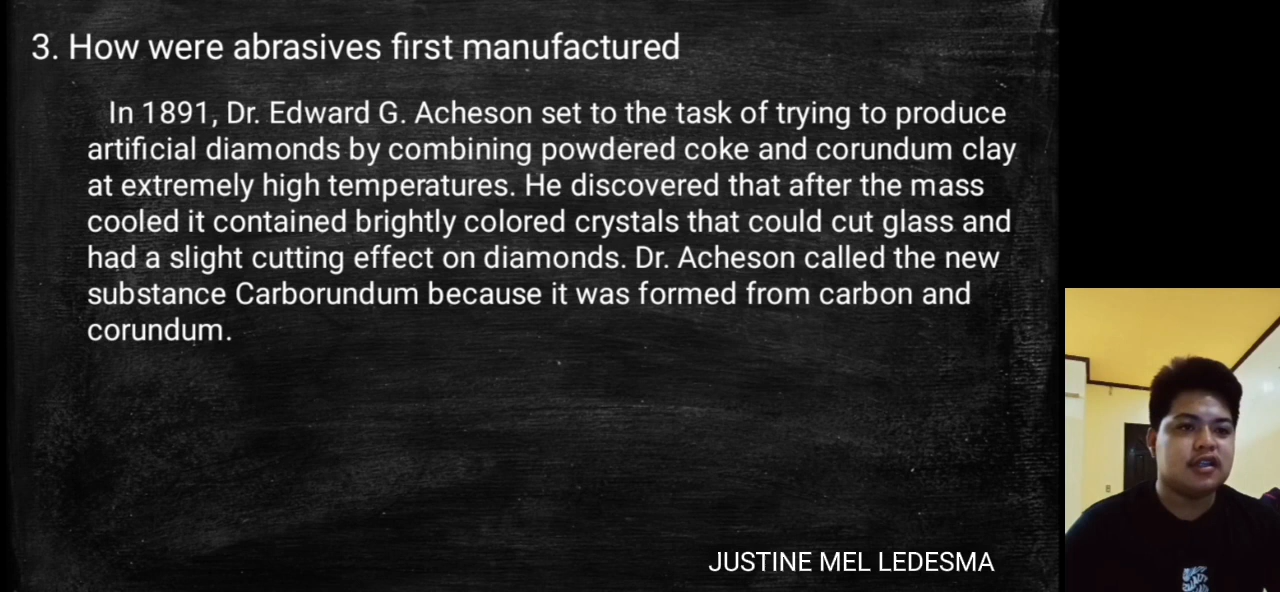 3. How were abrasives first manufactured
In 1891, Dr. Edward G. Acheson set to the task of trying to produce
artificial diamonds by combining powdered coke and corundum clay
at extremely high temperatures. He discovered that after the mass
cooled it contained brightly colored crystals that could cut glass and
had a slight cutting effect on diamonds. Dr. Acheson called the new
substance Carborundum because it was formed from carbon and
corundum.
JUSTINE MEL LEDESMA